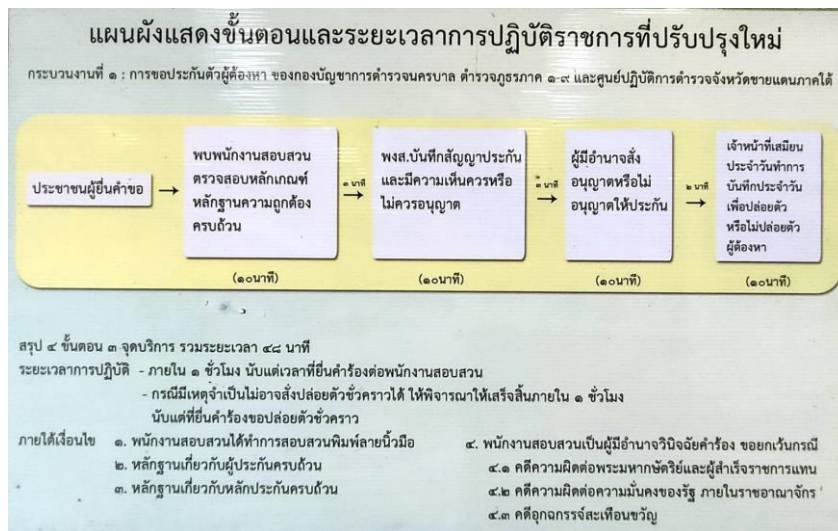 แผนผังแสดงขั้นตอนและระยะเวลาการปฏิบัติราชการที่ปรับปรุงใหม่
กระบวนงานที่ ๑ : การขอประกันตัวผู้ต้องหา ของกองบัญชาการตำรวจนครบาล ตำรวจภูธรภาค ๑-๙ และศูนย์ปฏิบัติการตำรวจจังหวัดชายแดนภาคใต้
ประชาชนผู้ยื่นคำขอ
พบพนักงานสอบสวน
ตรวจสอบหลักเกณฑ์
หลักฐานความถูกต้อง
ครบถ้วน
(๑๐นาที)
๓ นาที
พงส.บันทึกสัญญาประกัน
และมีความเห็นควรหรือ
ไม่ควรอนุญาต
(๑๐นาที)
๓ นาที
ผู้มีอำนาจสั่ง
อนุญาตหรือไม่
อนุญาตให้ประกัน
(๑๐นาที)
๒ นาที
เจ้าหน้าที่เสมียน
ประจำวันทำการ
บันทึกประจำวัน
เพื่อปล่อยตัว
หรือไม่ปล่อยตัว
ผู้ต้องหา
(๑๐นาที)
สรุป ๔ ขั้นตอน ๓ จุดบริการ รวมระยะเวลา ๔๘ นาที
ระยะเวลาการปฏิบัติ - ภายใน ๑ ชั่วโมง นับแต่เวลาที่ยื่นคำร้องต่อพนักงานสอบสวน
- กรณีมีเหตุจำเป็นไม่อาจสั่งปล่อยตัวชั่วคราวได้ ให้พิจารณาให้เสร็จสิ้นภายใน ๑ ชั่วโมง
นับแต่ที่ยื่นคำร้องขอปล่อยตัวชั่วคราว
ภายใต้เงื่อนไข ๑. พนักงานสอบสวนได้ทำการสอบสวนพิมพ์ลายนิ้วมือ
๒. หลักฐานเกี่ยวกับผู้ประกันครบถ้วน
๓. หลักฐานเกี่ยวกับหลักประกันครบถ้วน
๔. พนักงานสอบสวนเป็นผู้มีอำนาจวินิจฉัยคำร้อง ขอยกเว้นกรณี
๔.๑ คดีความผิดต่อพระมหากษัตริย์และผู้สำเร็จราชการแทน
๔.๒ คดีความผิดต่อความมั่นคงของรัฐ ภายในราชอาณาจักร
๔.๓ คดีอุกฉกรรจ์สะเทือนขวัญ